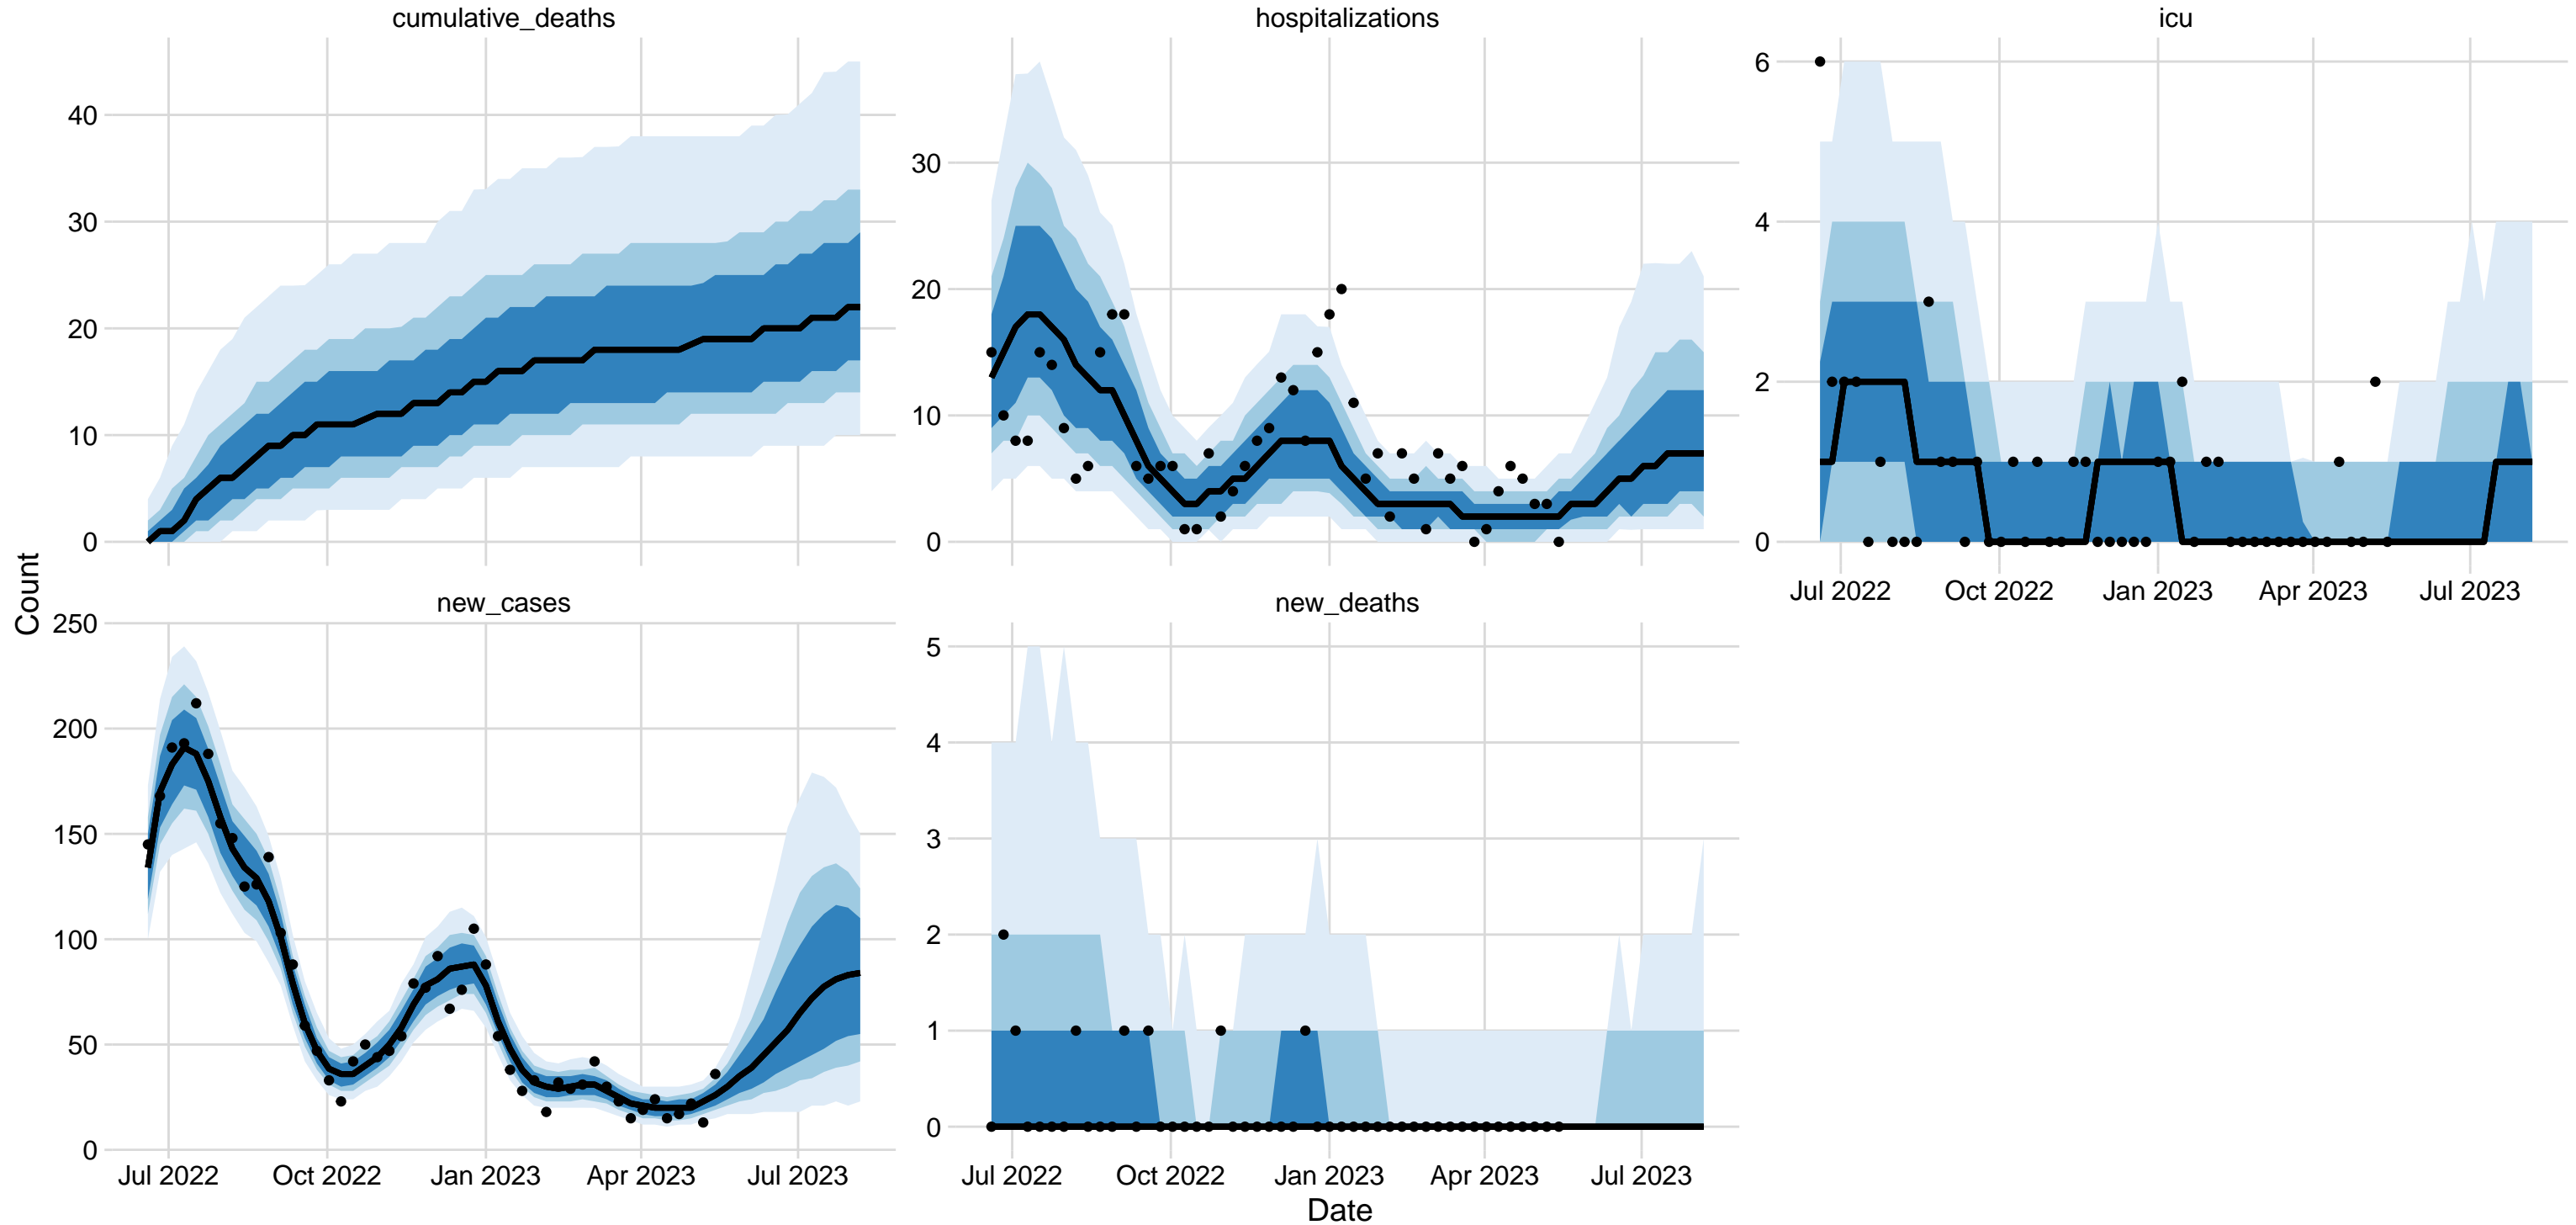 cumulative_deaths
hospitalizations
icu
40
30
20
10
0
30
20
10
0
6
4
2
0
Jul 2022 Oct 2022 Jan 2023 Apr 2023 Jul 2023
Count
new_cases
new_deaths
250
200
150
100
50
0
5
4
3
2
1
0
Jul 2022 Oct 2022 Jan 2023 Apr 2023 Jul 2023
Jul 2022 Oct 2022 Jan 2023 Apr 2023 Jul 2023
Date